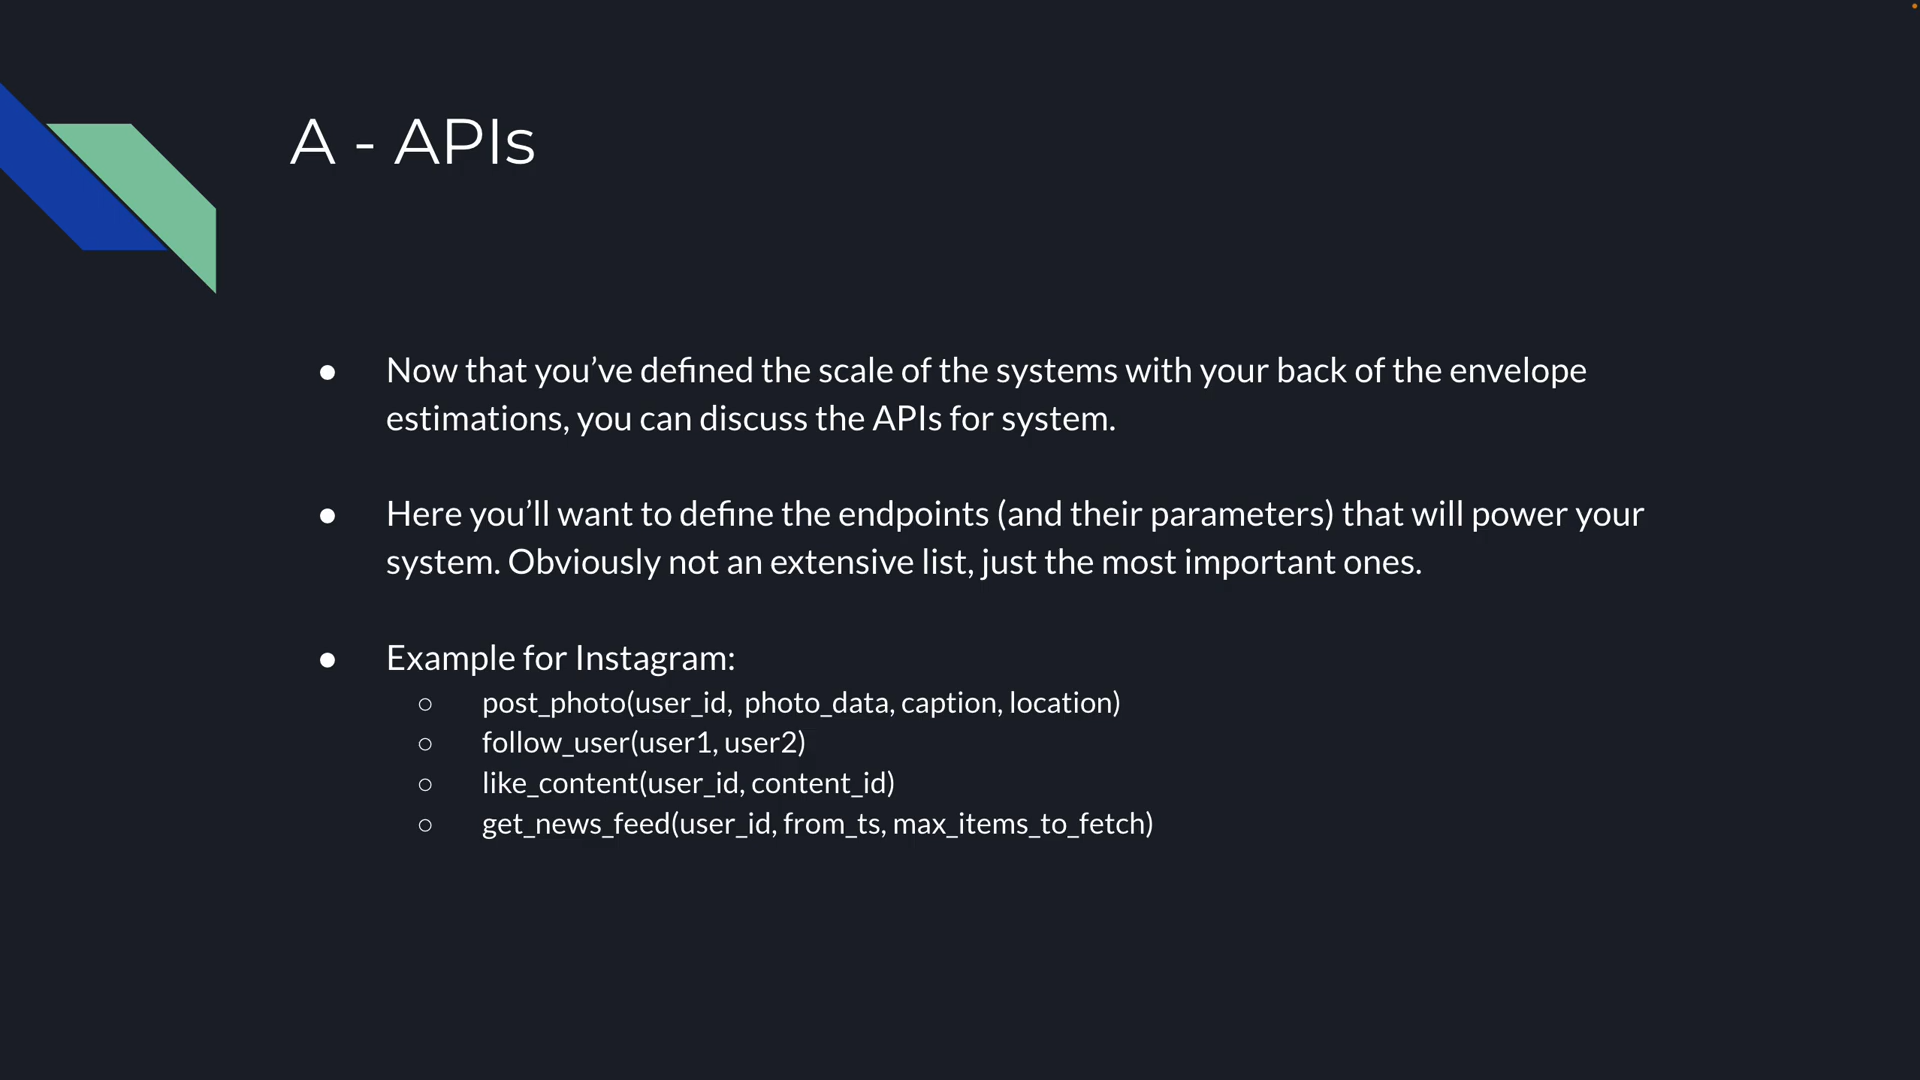 A - APIs
● Now that you’ve defined the scale of the systems with your back of the envelope
estimations, you can discuss the APIs for system.
● Here you’ll want to define the endpoints (and their parameters) that will power your
system. Obviously not an extensive list, just the most important ones.
● Example for Instagram:
○ post_photo(user_id, photo_data, caption, location)
○ follow_user(user1, user2)
○ like_content(user_id, content_id)
○ get_news_feed(user_id, from_ts, max_items_to_fetch)